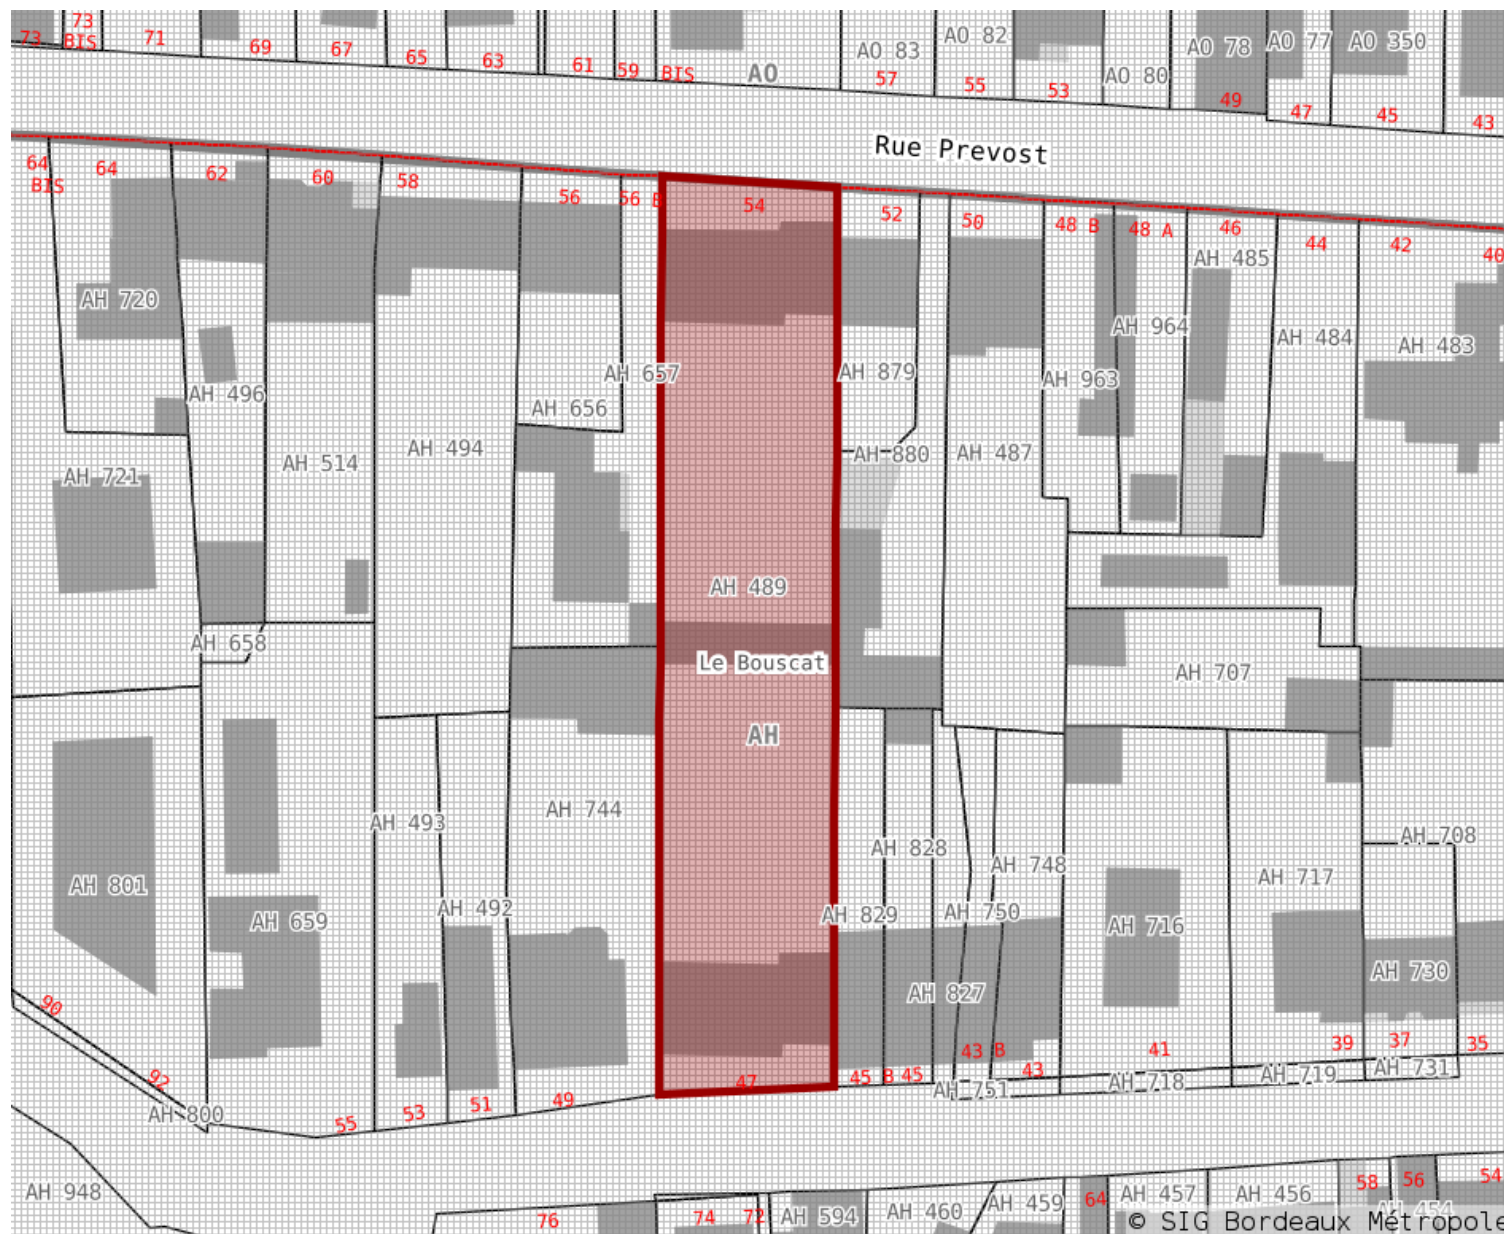 73
73
BIS
71
69
67
65
63
61
59
BIS
AO
AO 83
57
AO 82
55
53
AO 80
AO 78
49
AO 77
47
AO 350
45
43
Rue Prevost
64
BIS
64
62
60
58
56
56 B
54
52
50
48 B
48 A
46
44
42
40
AH 485
AH 720
AH 964
AH 484
AH 483
AH 657
AH 879
AH 963
AH 496
AH 656
AH 494
AH 880
AH 487
AH 514
AH 721
AH 489
AH 658
Le Bouscat
AH 707
AH
AH 744
AH 493
AH 708
AH 828
AH 748
AH 717
AH 801
AH 492
AH 829
AH 750
AH 659
AH 716
AH 730
AH 827
90
92
AH 800
55
53
51
49
47
45 B
45
43 B
43
41
39
37
35
AH 751
AH 718
AH 719
AH 731
AH 948
76
74
72
AH 594
AH 460
AH 459
64
AH 457
AH 456
58
56
54
AH 454
© SIG Bordeaux Métropole